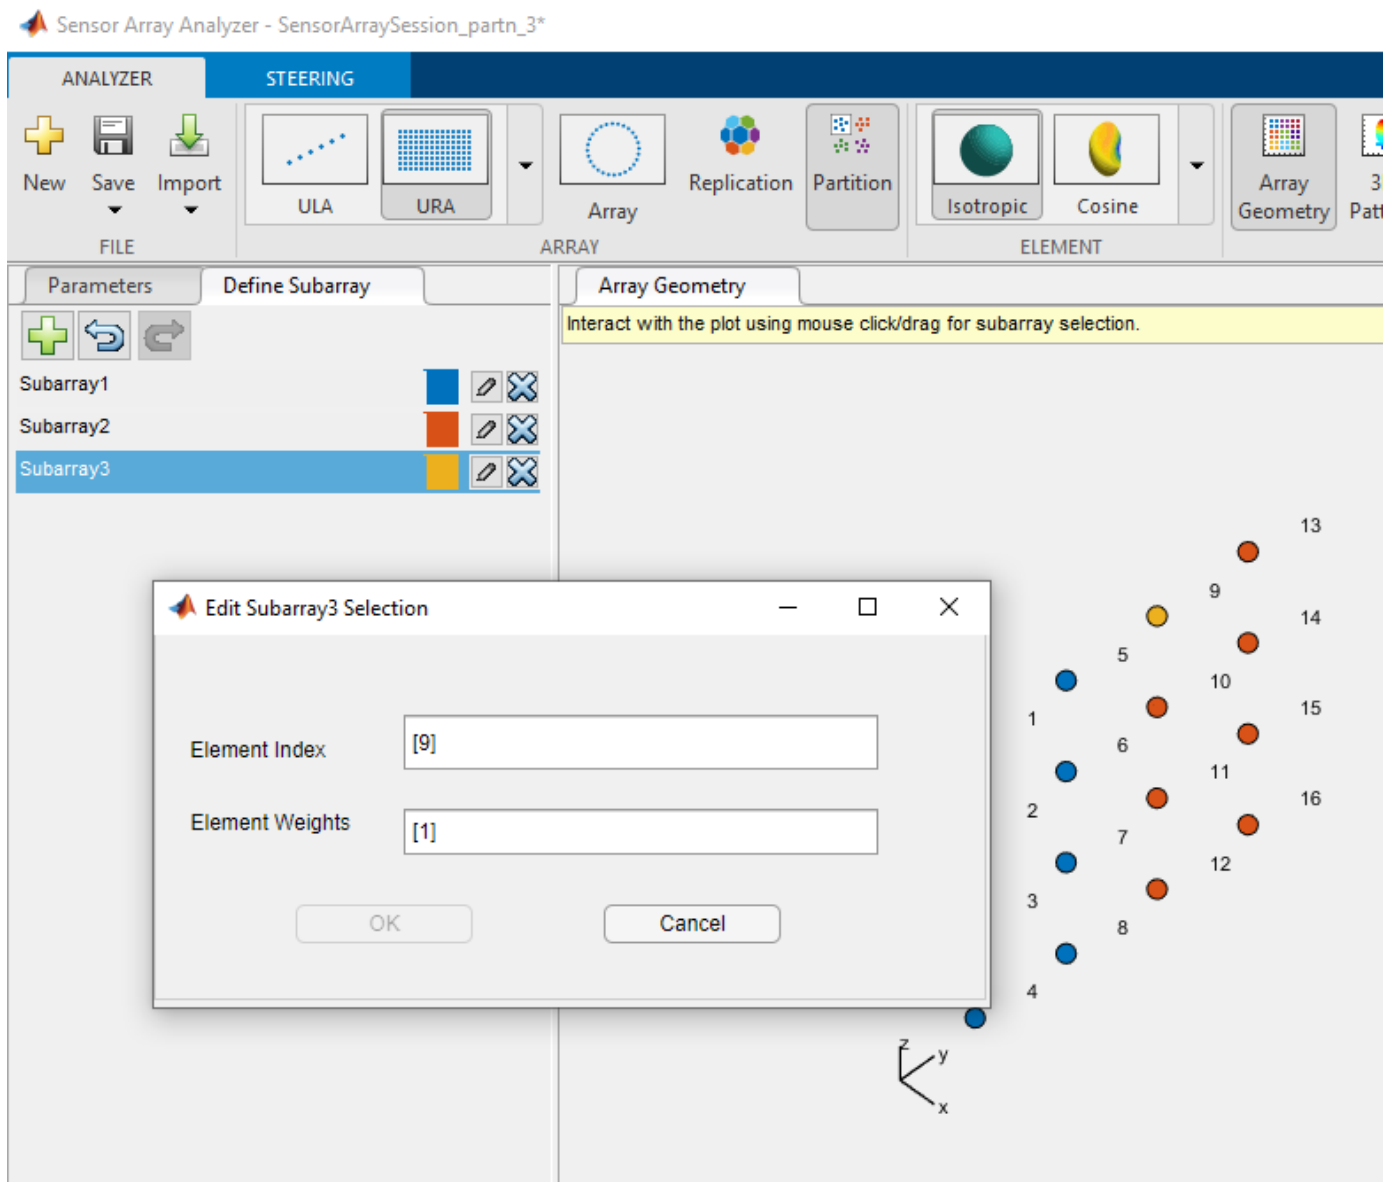 Sensor Array Analyzer - SensorArraySession_partn_3*
ANALYZER STEERING
New Save Import ULA URA Array Replication Partition Isotropic Cosine Array Geometry
FILE ARRAY ELEMENT
Parameters Define Subarray Array Geometry
Interact with the plot using mouse click/drag for subarray selection.
Subarray1
Subarray2
Subarray3
Edit Subarray3 Selection
Element Index [9]
Element Weights [1]
OK Cancel
13
9
14
5
10
15
1
6
11
16
2
7
12
3
8
4
z
y
x